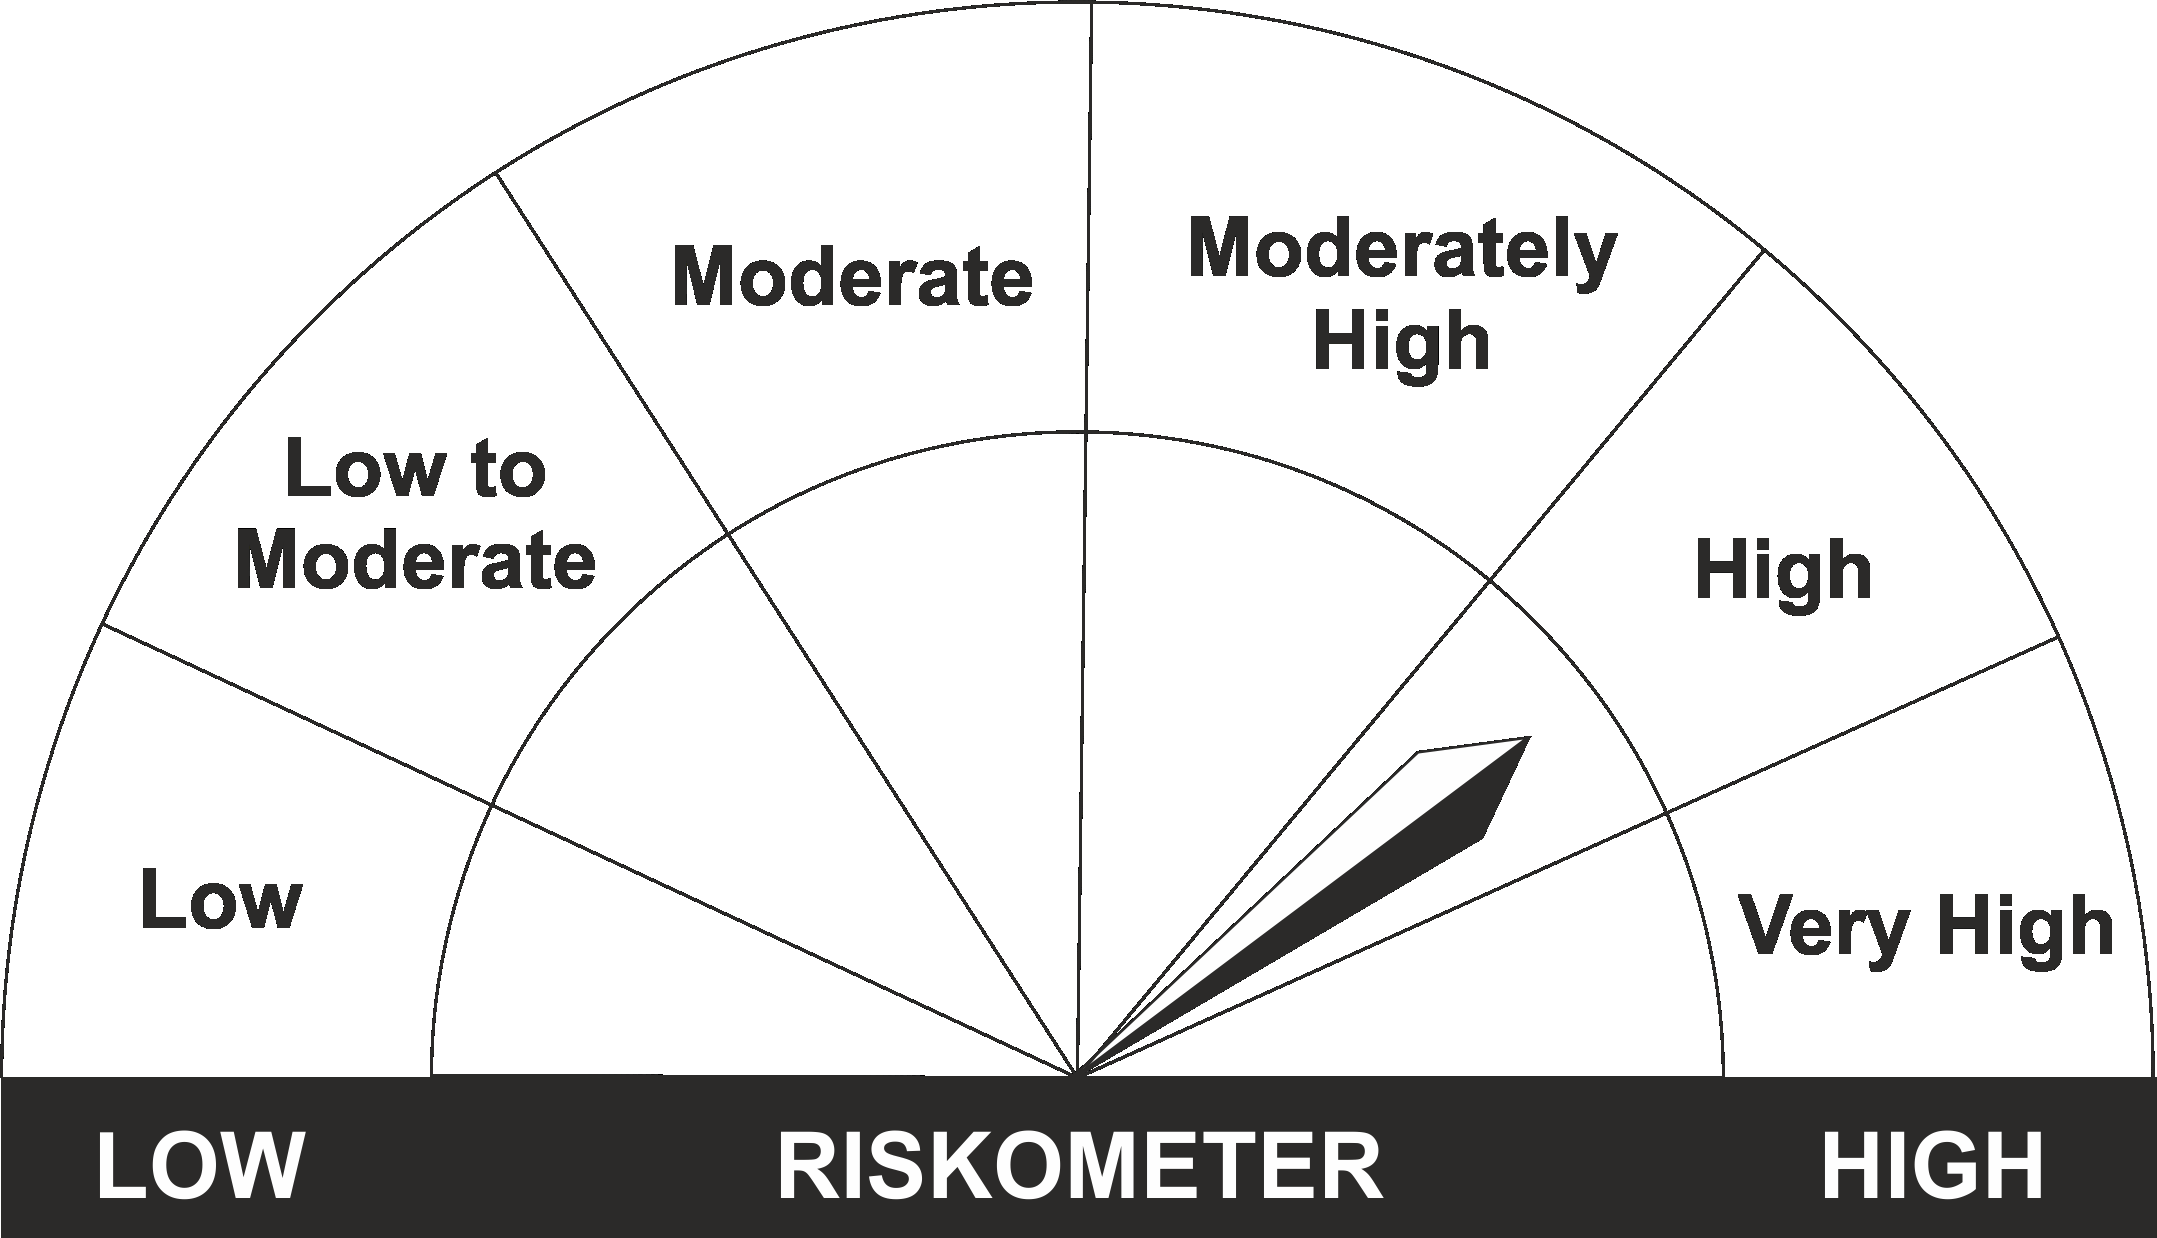 Low
Low to
Moderate
Moderate
Moderately
High
High
Very High
LOW
RISKOMETER
HIGH